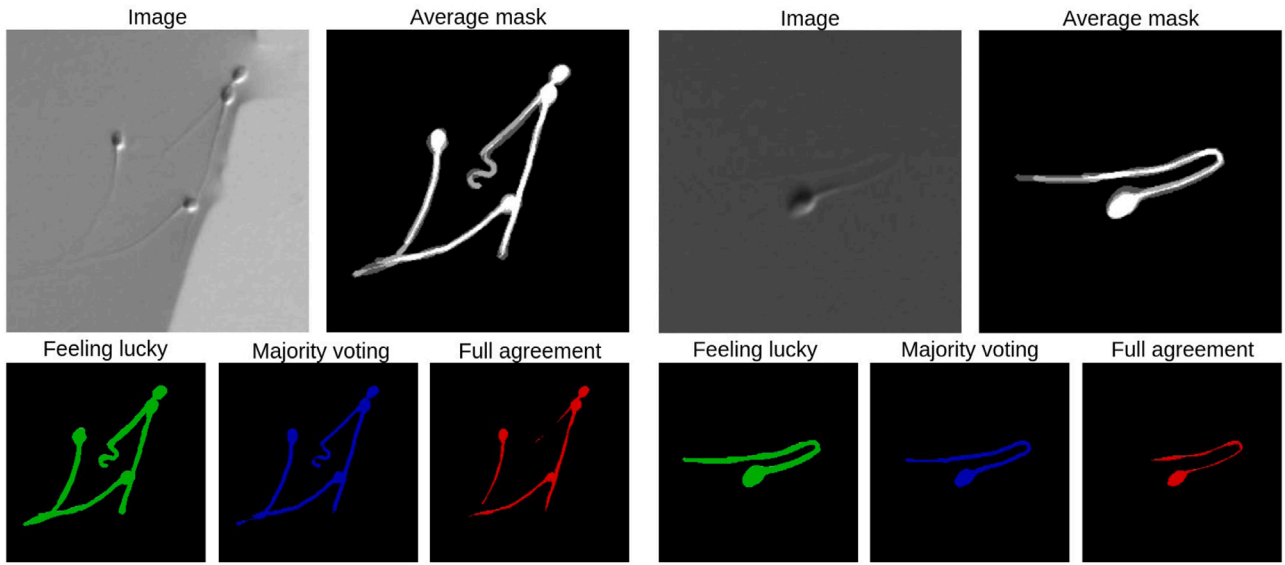 Image
Average mask
Image
Average mask
Feeling lucky
Majority voting
Full agreement
Feeling lucky
Majority voting
Full agreement